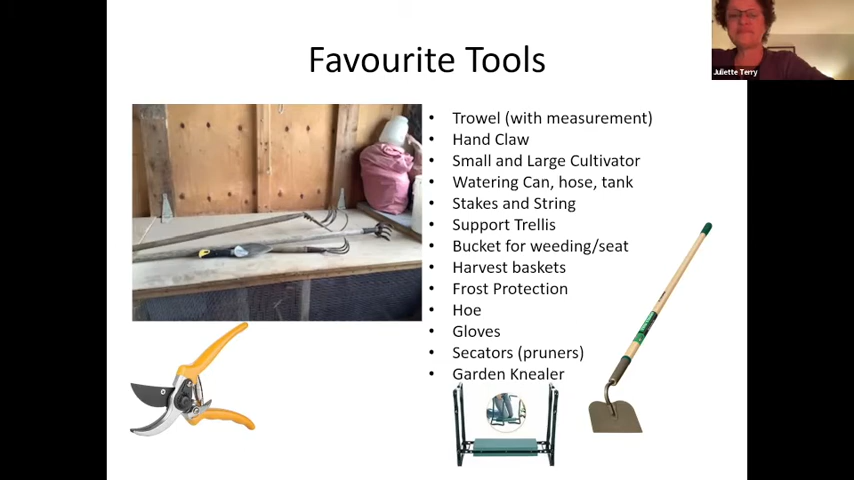 Favourite Tools
Juliette Terry
Trowel (with measurement)
Hand Claw
Small and Large Cultivator
Watering Can, hose, tank
Stakes and String
Support Trellis
Bucket for weeding/seat
Harvest baskets
Frost Protection
Hoe
Gloves
Secators (pruners)
Garden Knealer